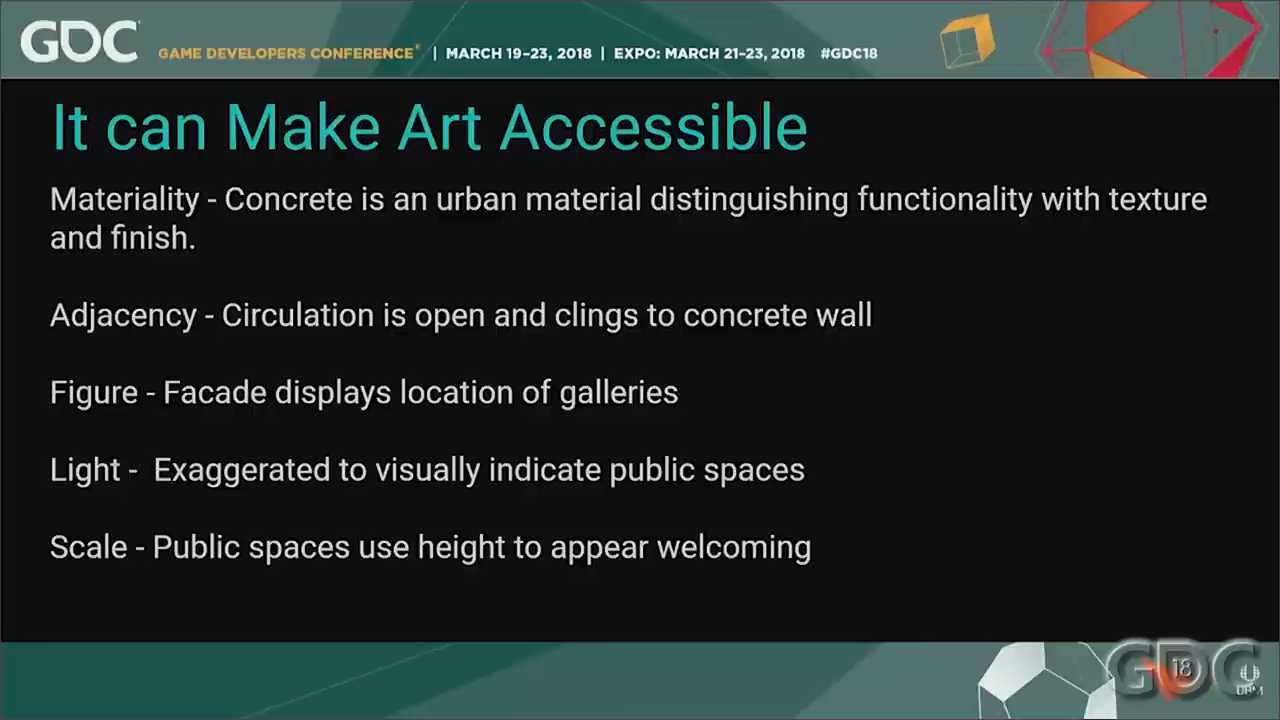 GDC GAME DEVELOPERS CONFERENCE® | MARCH 19–23, 2018 | EXPO: MARCH 21–23, 2018 #GDC18
It can Make Art Accessible
Materiality - Concrete is an urban material distinguishing functionality with texture
and finish.
Adjacency - Circulation is open and clings to concrete wall
Figure - Facade displays location of galleries
Light -  Exaggerated to visually indicate public spaces
Scale - Public spaces use height to appear welcoming
GDC
18
UBM